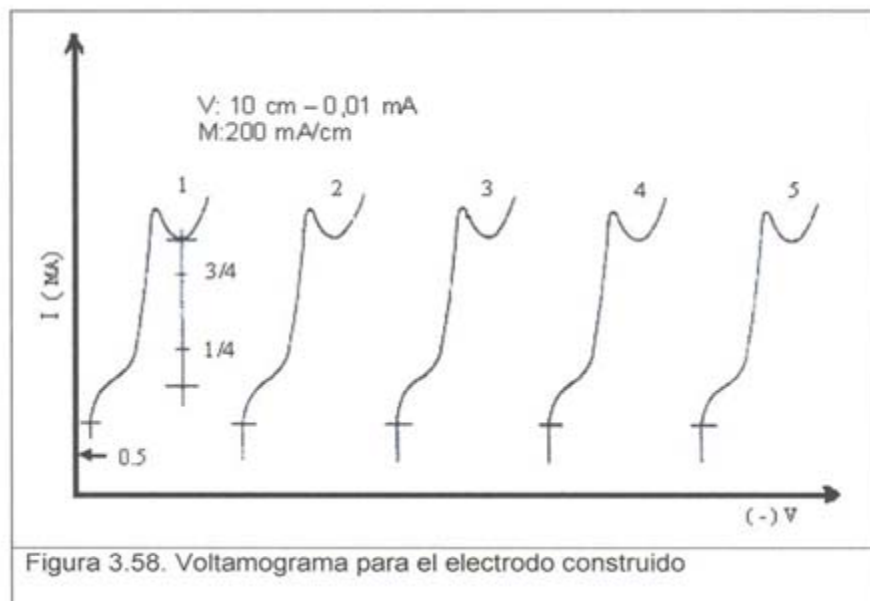 V: 10 cm – 0,01 mA
M:200 mA/cm
1
2
3
4
5
3/4
1/4
I (MA)
0.5
(-) V
Figura 3.58. Voltamograma para el electrodo construido